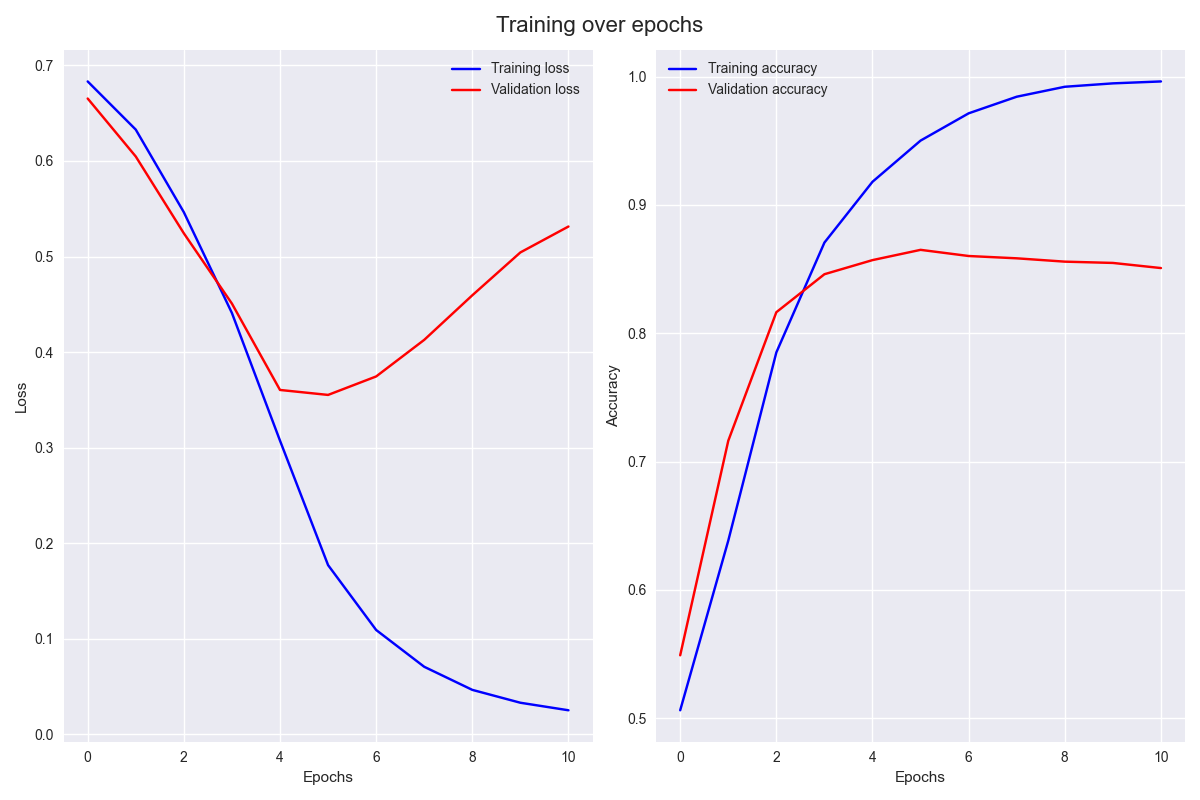 Training over epochs
Training loss
Validation loss
0.7
0.6
0.5
0.4
0.3
0.2
0.1
0.0
Loss
0
2
4
6
8
10
Epochs
Training accuracy
Validation accuracy
1.0
0.9
0.8
0.7
0.6
0.5
Accuracy
0
2
4
6
8
10
Epochs